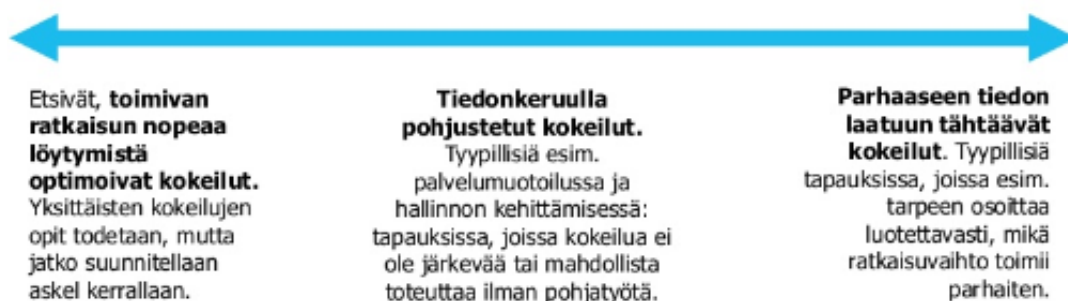 Etsivät, toimivan
ratkaisun nopeaa
löytymistä
optimoivat kokeilut.
Yksittäisten kokeilujen
opit todetaan, mutta
jatko suunnitellaan
askel kerrallaan.
Tiedonkeruulla
pohjustetut kokeilut.
Tyypillisiä esim.
palvelumuotoilussa ja
hallinnon kehittämisessä:
tapauksissa, joissa kokeilua ei
ole järkevää tai mahdollista
toteuttaa ilman pohjatyötä.
Parhaaseen tiedon
laatuun tähtäävät
kokeilut. Tyypillisiä
tapauksissa, joissa esim.
tarpeen osoittaa
luotettavasti, mikä
ratkaisuvaihto toimii
parhaiten.